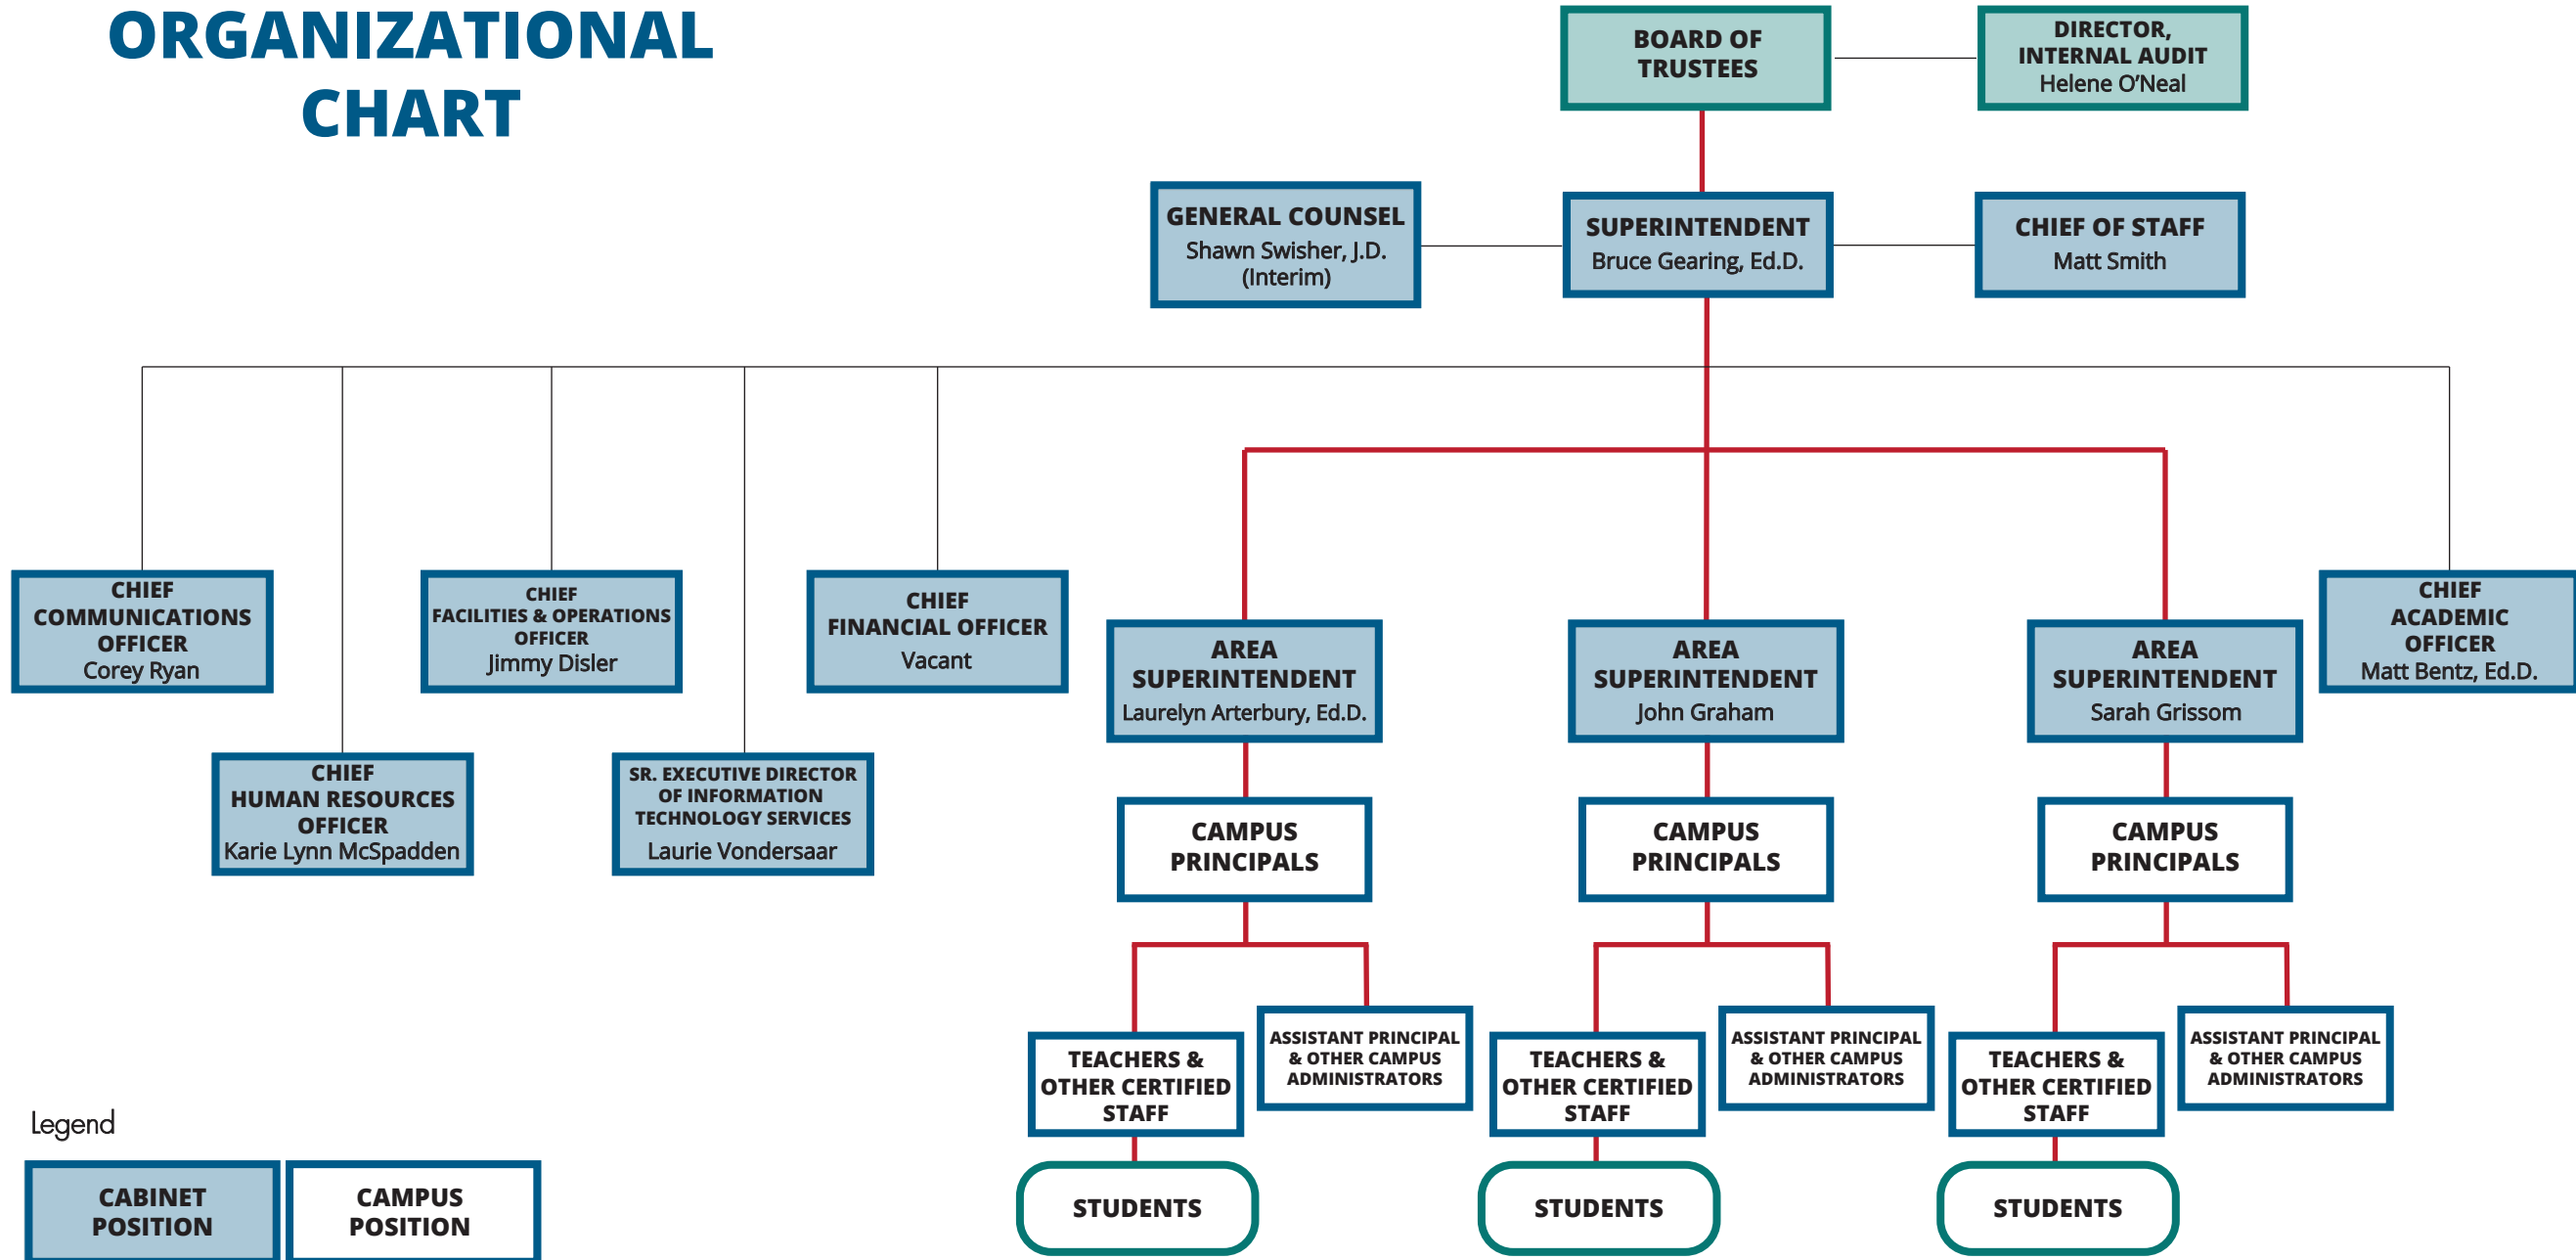 ORGANIZATIONAL
CHART
BOARD OF
TRUSTEES
DIRECTOR,
INTERNAL AUDIT
Helene O’Neal
GENERAL COUNSEL
Shawn Swisher, J.D.
(Interim)
SUPERINTENDENT
Bruce Gearing, Ed.D.
CHIEF OF STAFF
Matt Smith
CHIEF
COMMUNICATIONS
OFFICER
Corey Ryan
CHIEF
FACILITIES & OPERATIONS
OFFICER
Jimmy Disler
CHIEF
FINANCIAL OFFICER
Vacant
AREA
SUPERINTENDENT
Laurelyn Arterbury, Ed.D.
AREA
SUPERINTENDENT
John Graham
AREA
SUPERINTENDENT
Sarah Grissom
CHIEF
ACADEMIC
OFFICER
Matt Bentz, Ed.D.
CHIEF
HUMAN RESOURCES
OFFICER
Karie Lynn McSpadden
SR. EXECUTIVE DIRECTOR
OF INFORMATION
TECHNOLOGY SERVICES
Laurie Vondersaar
CAMPUS
PRINCIPALS
CAMPUS
PRINCIPALS
CAMPUS
PRINCIPALS
TEACHERS &
OTHER CERTIFIED
STAFF
ASSISTANT PRINCIPAL
& OTHER CAMPUS
ADMINISTRATORS
TEACHERS &
OTHER CERTIFIED
STAFF
ASSISTANT PRINCIPAL
& OTHER CAMPUS
ADMINISTRATORS
TEACHERS &
OTHER CERTIFIED
STAFF
ASSISTANT PRINCIPAL
& OTHER CAMPUS
ADMINISTRATORS
STUDENTS
STUDENTS
STUDENTS
Legend
CABINET
POSITION
CAMPUS
POSITION